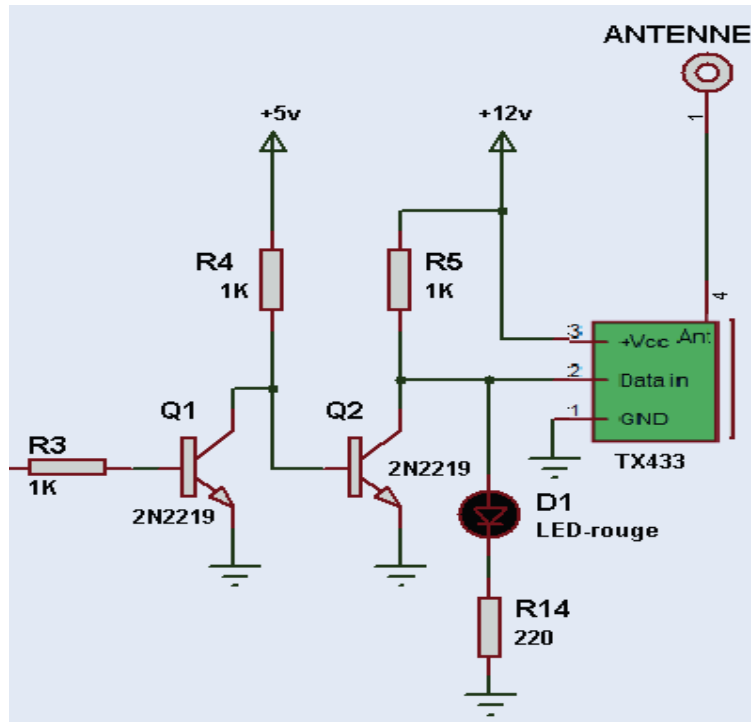 ANTENNE
+5v
+12v
1
R4
1K
R5
1K
4
3
+Vcc
Ant
2
Data in
1
GND
TX433
Q1
Q2
R3
1K
2N2219
2N2219
D1
LED-rouge
R14
220